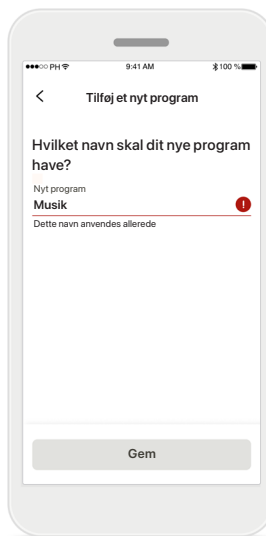 PH 9:41 AM 100 %
Tilføj et nyt program
Hvilket navn skal dit nye program
have?
Nyt program
Musik
Dette navn anvendes allerede
Gem